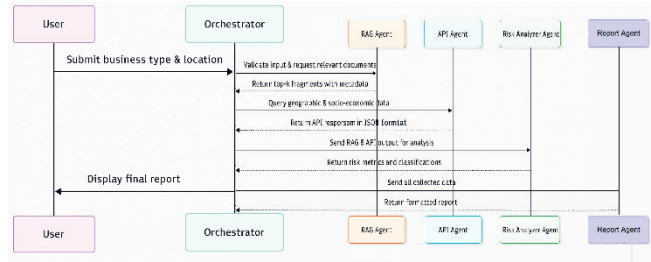 User
Orchestrator
RAG Agent
API Agent
Risk Analyzer Agent
Report Agent
Submit business type & location
Validate input & request relevant documents
Return top-k fragments with metadata
Query geographic & socio-economic data
Return API responsem in JSON formlat
Send RAG & API output for analysis
Return risk metrics and classifications
Display final report
Send all collected data
Return formatted report
User
Orchestrator
RAG Agent
API Agent
Risk Analyzer Agent
Report Agent